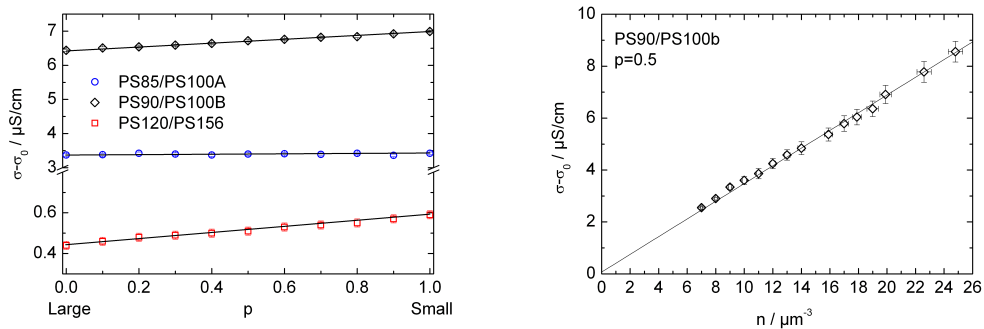 7
6
5
4
3
0.6
0.4
σ-σ0 / µS/cm
PS85/PS100A
PS90/PS100B
PS120/PS156
0.0 0.2 0.4 0.6 0.8 1.0
Large p Small
10
8
6
4
2
0
σ-σ0 / µS/cm
PS90/PS100b
p=0.5
0 2 4 6 8 10 12 14 16 18 20 22 24 26
n / µm-3